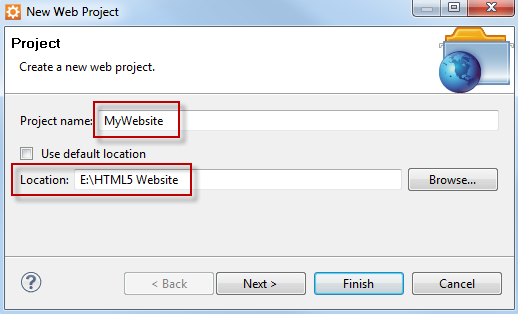 New Web Project
Project
Create a new web project.
Project name: MyWebsite
Use default location
Location: E:\HTML5 Website Browse...
? < Back Next > Finish Cancel